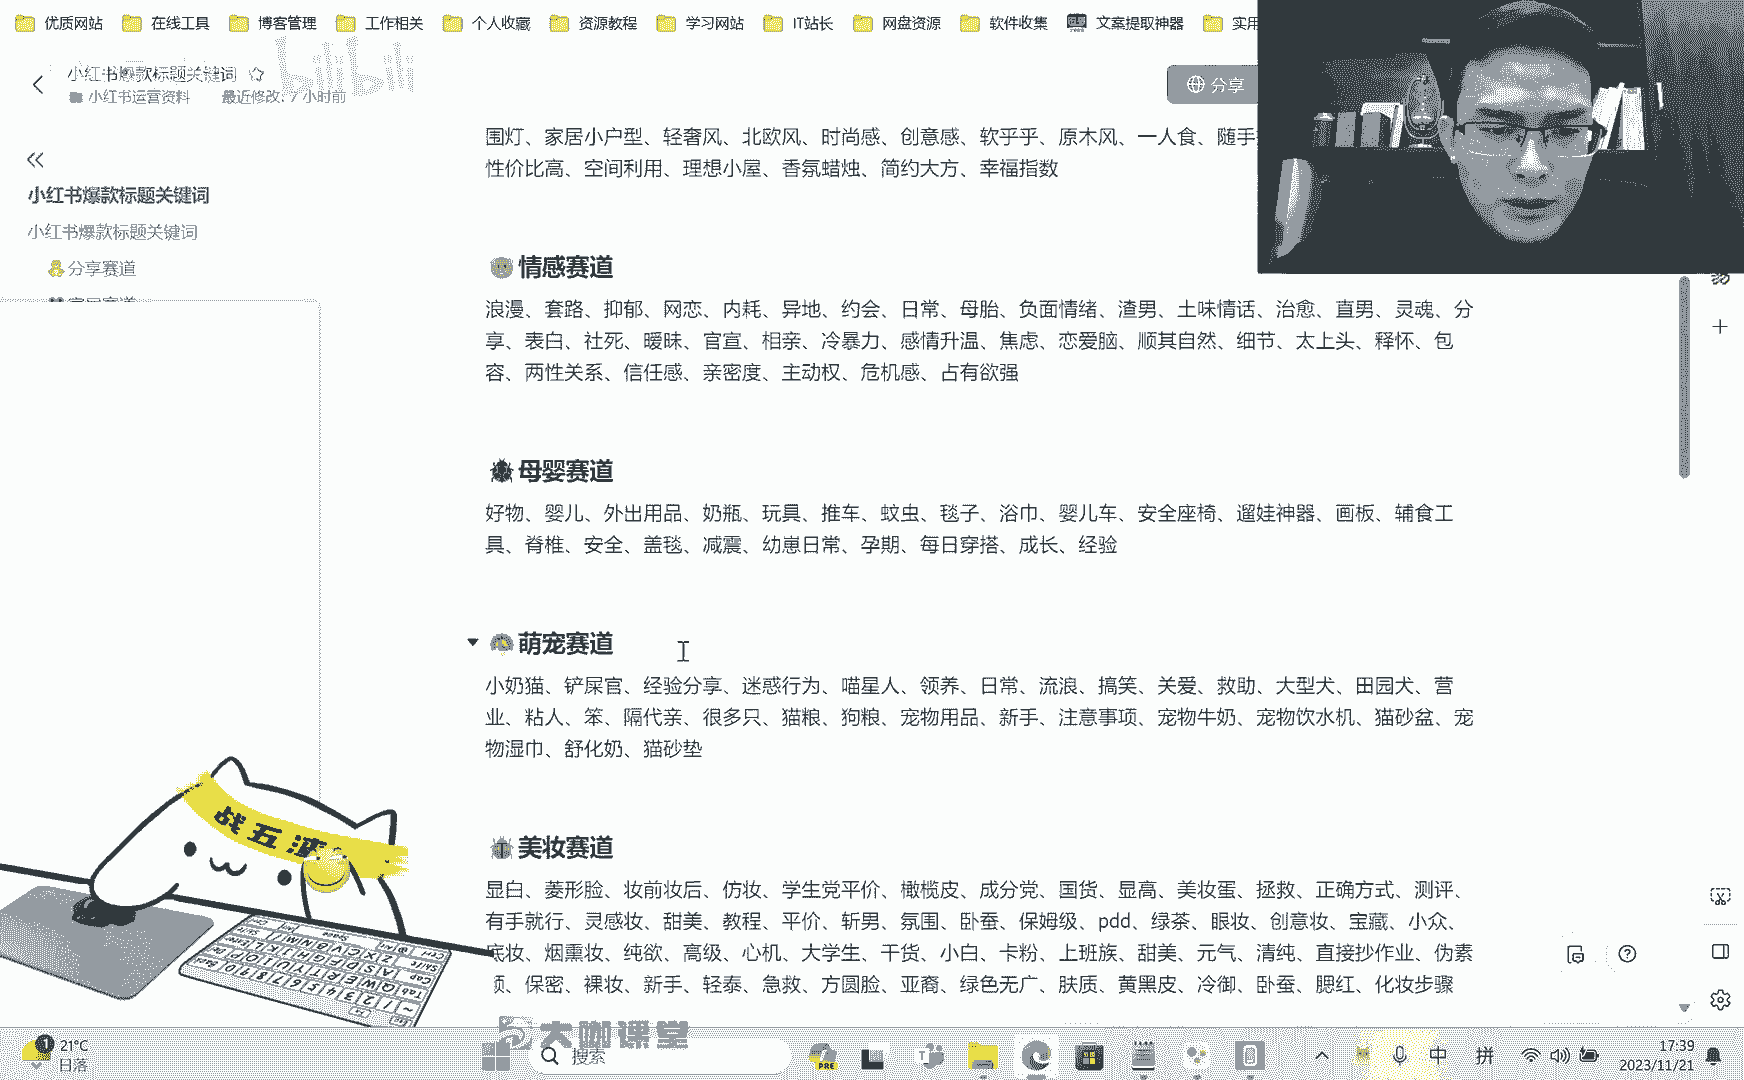 优质网站 在线工具 博客管理 工作相关 个人收藏 资源教程 学习网站 IT站长 网盘资源 软件收集 文案提取神器 实用
小红书爆款标题关键词
bilibili
小红书运营资料 最近修改: 7 小时前
分享
小红书爆款标题关键词
小红书爆款标题关键词
分享赛道
围灯、家居小户型、轻奢风、北欧风、时尚感、创意感、软乎乎、原木风、一人食、随手
性价比高、空间利用、理想小屋、香氛蜡烛、简约大方、幸福指数
情感赛道
浪漫、套路、抑郁、网恋、内耗、异地、约会、日常、母胎、负面情绪、渣男、土味情话、治愈、直男、灵魂、分
享、表白、社死、暧昧、官宣、相亲、冷暴力、感情升温、焦虑、恋爱脑、顺其自然、细节、太上头、释怀、包
容、两性关系、信任感、亲密度、主动权、危机感、占有欲强
母婴赛道
好物、婴儿、外出用品、奶瓶、玩具、推车、蚊虫、毯子、浴巾、婴儿车、安全座椅、遛娃神器、画板、辅食工
具、脊椎、安全、盖毯、减震、幼崽日常、孕期、每日穿搭、成长、经验
萌宠赛道
小奶猫、铲屎官、经验分享、迷惑行为、喵星人、领养、日常、流浪、搞笑、关爱、救助、大型犬、田园犬、营
业、粘人、笨、隔代亲、很多只、猫粮、狗粮、宠物用品、新手、注意事项、宠物牛奶、宠物饮水机、猫砂盆、宠
物湿巾、舒化奶、猫砂垫
美妆赛道
显白、菱形脸、妆前妆后、仿妆、学生党平价、橄榄皮、成分党、国货、显高、美妆蛋、拯救、正确方式、测评、
有手就行、灵感妆、甜美、教程、平价、斩男、氛围、卧蚕、保姆级、pdd、绿茶、眼妆、创意妆、宝藏、小众、
底妆、烟熏妆、纯欲、高级、心机、大学生、干货、小白、卡粉、上班族、甜美、元气、清纯、直接抄作业、伪素
颜、保密、裸妆、新手、轻泰、急救、方圆脸、亚裔、绿色无广、肤质、黄黑皮、冷御、卧蚕、腮红、化妆步骤
战五渣
大咖课堂
21°C
日落
搜索
PRE
中 拼
17:39
2023/11/21